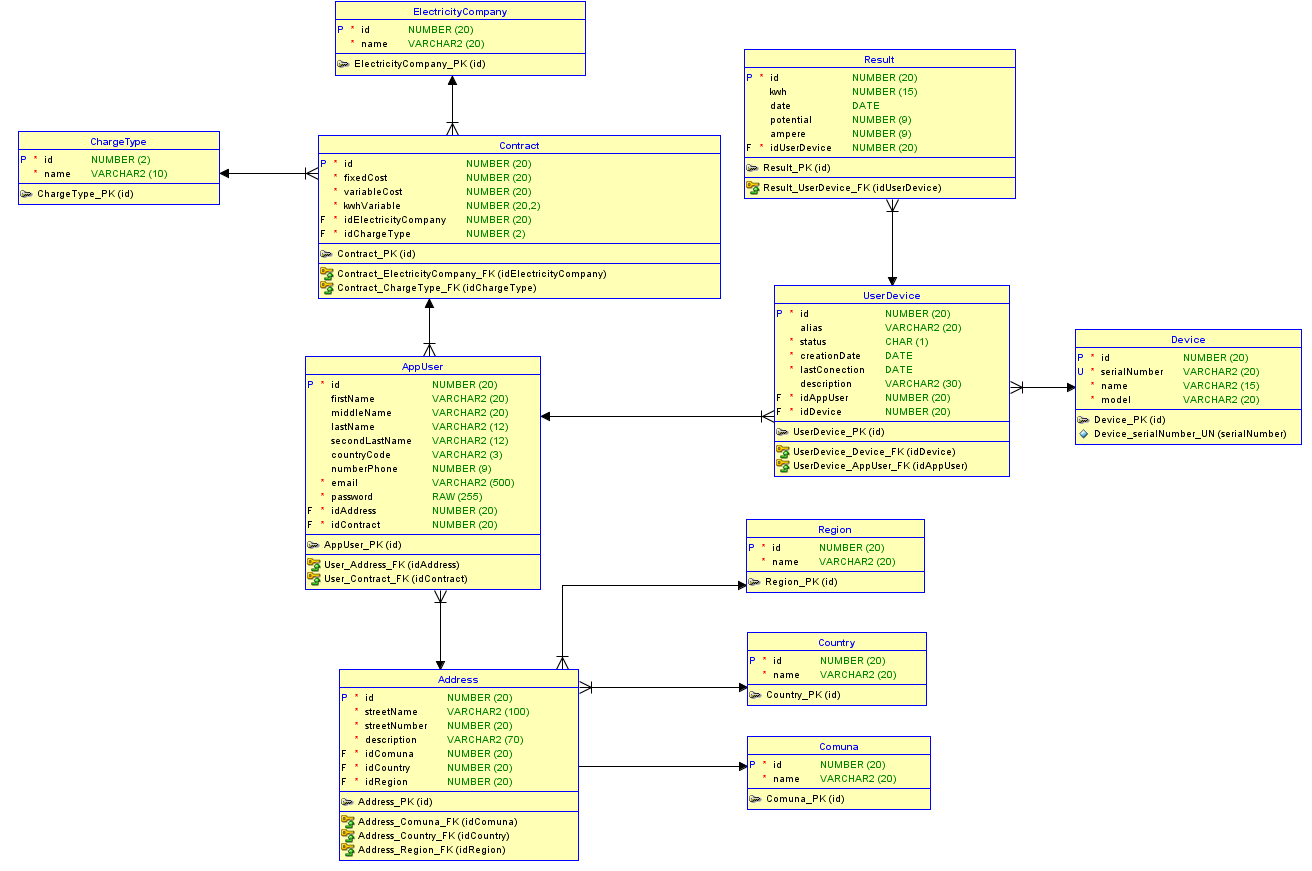 ElectricityCompany
P * id NUMBER (20)
* name VARCHAR2 (20)
ElectricityCompany_PK (id)
Result
P * id NUMBER (20)
kwh NUMBER (15)
date DATE
potential NUMBER (9)
ampere NUMBER (9)
F * idUserDevice NUMBER (20)
Result_PK (id)
Result_UserDevice_FK (idUserDevice)
ChargeType
P * id NUMBER (2)
* name VARCHAR2 (10)
ChargeType_PK (id)
Contract
P * id NUMBER (20)
* fixedCost NUMBER (20)
* variableCost NUMBER (20)
* kwhVariable NUMBER (20,2)
F * idElectricityCompany NUMBER (20)
F * idChargeType NUMBER (2)
Contract_PK (id)
Contract_ElectricityCompany_FK (idElectricityCompany)
Contract_ChargeType_FK (idChargeType)
UserDevice
P * id NUMBER (20)
alias VARCHAR2 (20)
* status CHAR (1)
* creationDate DATE
* lastConection DATE
description VARCHAR2 (30)
F * idAppUser NUMBER (20)
F * idDevice NUMBER (20)
UserDevice_PK (id)
UserDevice_Device_FK (idDevice)
UserDevice_AppUser_FK (idAppUser)
Device
P * id NUMBER (20)
U * serialNumber VARCHAR2 (20)
* name VARCHAR2 (15)
* model VARCHAR2 (20)
Device_PK (id)
Device_serialNumber_UN (serialNumber)
AppUser
P * id NUMBER (20)
firstName VARCHAR2 (20)
middleName VARCHAR2 (20)
lastName VARCHAR2 (12)
secondLastName VARCHAR2 (12)
countryCode VARCHAR2 (3)
numberPhone NUMBER (9)
* email VARCHAR2 (500)
* password RAW (255)
F * idAddress NUMBER (20)
F * idContract NUMBER (20)
AppUser_PK (id)
User_Address_FK (idAddress)
User_Contract_FK (idContract)
Region
P * id NUMBER (20)
* name VARCHAR2 (20)
Region_PK (id)
Country
P * id NUMBER (20)
* name VARCHAR2 (20)
Country_PK (id)
Address
P * id NUMBER (20)
* streetName VARCHAR2 (100)
* streetNumber NUMBER (20)
* description VARCHAR2 (70)
F * idComuna NUMBER (20)
F * idCountry NUMBER (20)
F * idRegion NUMBER (20)
Address_PK (id)
Address_Comuna_FK (idComuna)
Address_Country_FK (idCountry)
Address_Region_FK (idRegion)
Comuna
P * id NUMBER (20)
* name VARCHAR2 (20)
Comuna_PK (id)